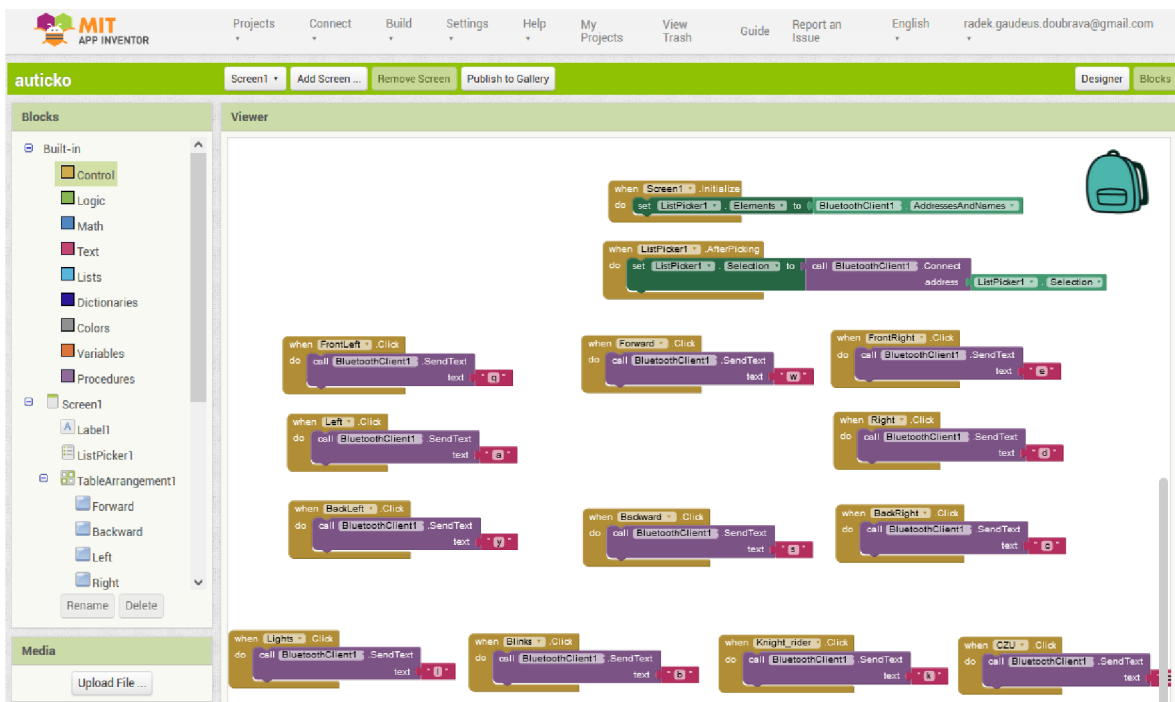 MIT
APP INVENTOR
Projects Connect Build Settings Help My Projects View Trash Guide Report an Issue English radek.gaudeus.doubrava@gmail.com
auticko
Screen1 Add Screen ... Remove Screen Publish to Gallery Designer Blocks
Blocks
Viewer
Built-in
Control
Logic
Math
Text
Lists
Dictionaries
Colors
Variables
Procedures
Screen1
Label1
ListPicker1
TableArrangement1
Forward
Backward
Left
Right
Rename Delete
Media
Upload File ...
when Screen1 .Initialize
do set ListPicker1 . Elements to BluetoothClient1 . AddressesAndNames
when ListPicker1 .AfterPicking
do set ListPicker1 . Selection to call BluetoothClient1 .Connect
address ListPicker1 . Selection
when FrontLeft .Click
do call BluetoothClient1 .SendText
text " q "
when Forward .Click
do call BluetoothClient1 .SendText
text " w "
when FrontRight .Click
do call BluetoothClient1 .SendText
text " e "
when Left .Click
do call BluetoothClient1 .SendText
text " a "
when Right .Click
do call BluetoothClient1 .SendText
text " d "
when BackLeft .Click
do call BluetoothClient1 .SendText
text " y "
when Backward .Click
do call BluetoothClient1 .SendText
text " s "
when BackRight .Click
do call BluetoothClient1 .SendText
text " c "
when Lights .Click
do call BluetoothClient1 .SendText
text " l "
when Blinks .Click
do call BluetoothClient1 .SendText
text " b "
when Knight_rider .Click
do call BluetoothClient1 .SendText
text " k "
when CZU .Click
do call BluetoothClient1 .SendText
text "